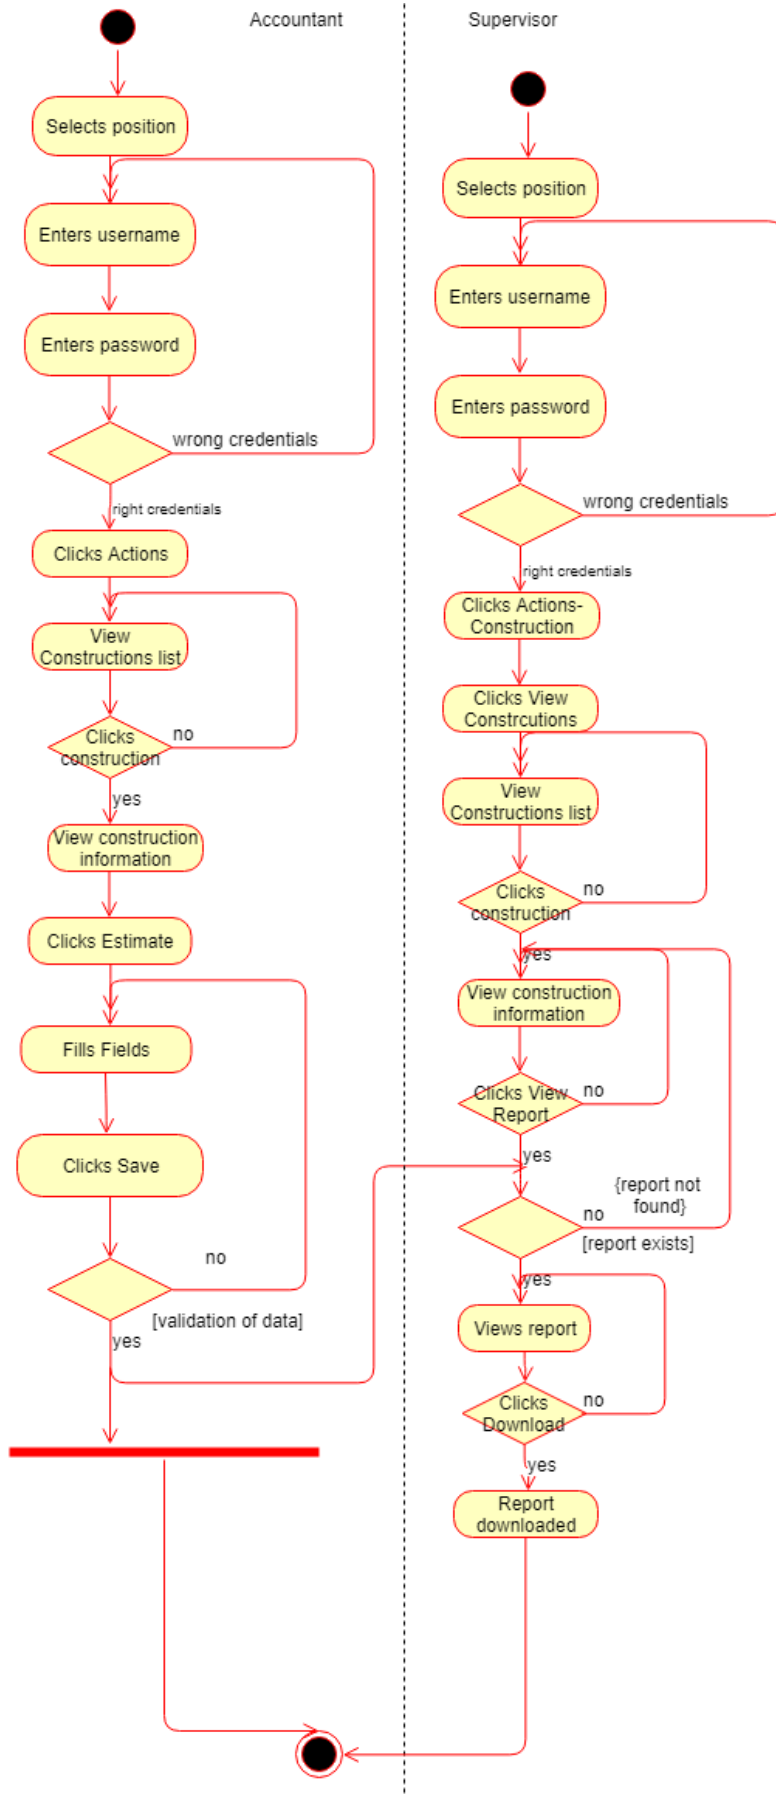 Accountant
Selects position
Enters username
Enters password
wrong credentials
right credentials
Clicks Actions
View
Constructions list
Clicks
construction
no
yes
View construction
information
Clicks Estimate
Fills Fields
Clicks Save
no
[validation of data]
yes
Supervisor
Selects position
Enters username
Enters password
wrong credentials
right credentials
Clicks Actions-
Construction
Clicks View
Constrcutions
View
Constructions list
Clicks
construction
no
yes
View construction
information
Clicks View
Report
no
yes
{report not
found}
no
[report exists]
yes
Views report
Clicks
Download
no
yes
Report
downloaded